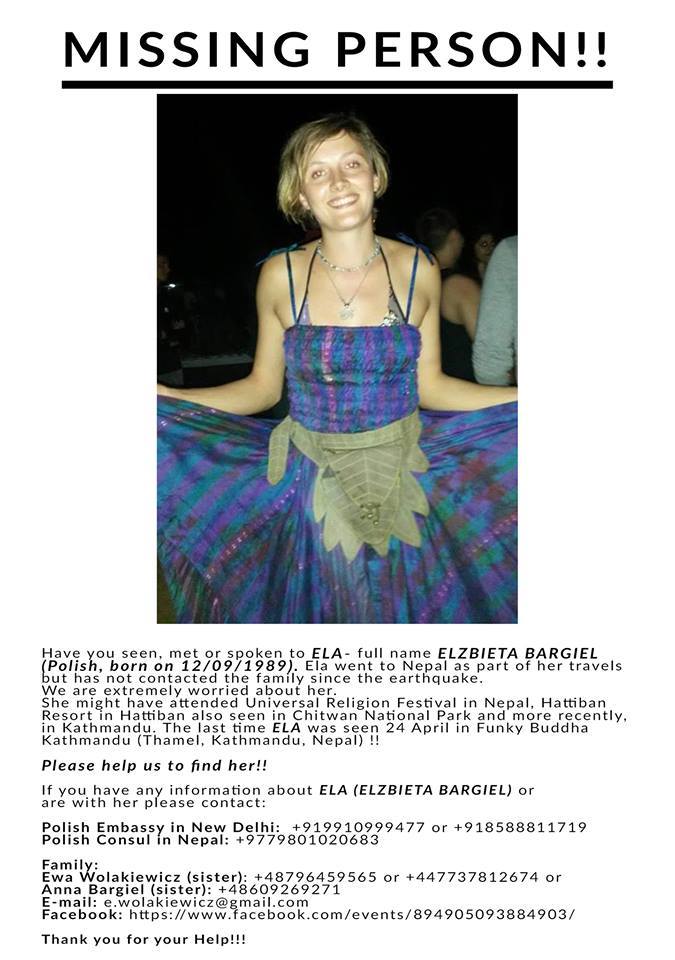 MISSING PERSON!!
Have you seen, met or spoken to ELA- full name ELZBIETA BARGIEL
(Polish, born on 12/09/1989). Ela went to Nepal as part of her travels
but has not contacted the family since the earthquake.
We are extremely worried about her.
She might have attended Universal Religion Festival in Nepal, Hattiban
Resort in Hattiban also seen in Chitwan National Park and more recently,
in Kathmandu. The last time ELA was seen 24 April in Funky Buddha
Kathmandu (Thamel, Kathmandu, Nepal) !!
Please help us to find her!!
If you have any information about ELA (ELZBIETA BARGIEL) or
are with her please contact:
Polish Embassy in New Delhi: +919910999477 or +918588811719
Polish Consul in Nepal: +9779801020683
Family:
Ewa Wolakiewicz (sister): +48796459565 or +447737812674 or
Anna Bargiel (sister): +48609269271
E-mail: e.wolakiewicz@gmail.com
Facebook: https://www.facebook.com/events/894905093884903/
Thank you for your Help!!!